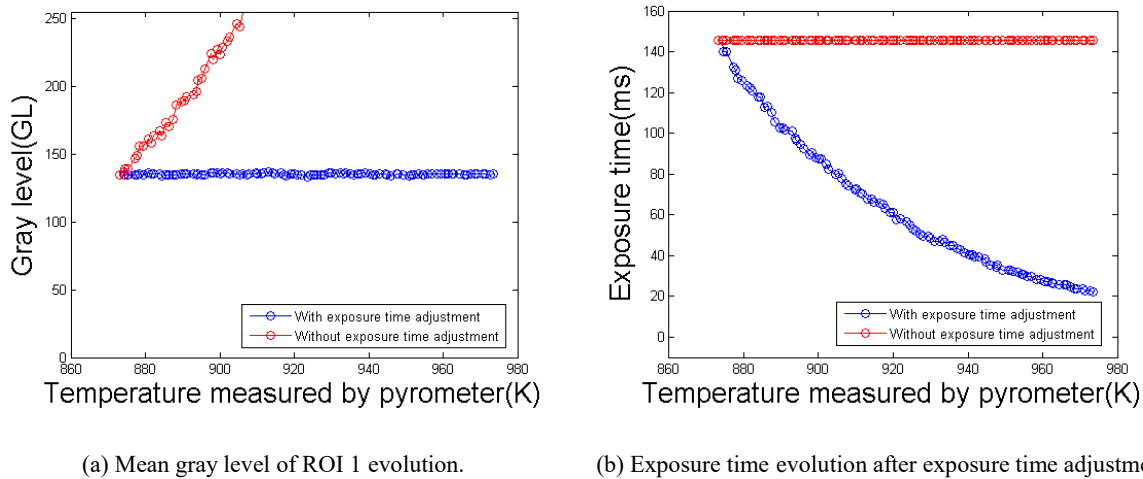 250
200
150
100
50
0
Gray level(GL)
With exposure time adjustment
Without exposure time adjustment
860 880 900 920 940 960 980
Temperature measured by pyrometer(K)
(a) Mean gray level of ROI 1 evolution.
160
140
120
100
80
60
40
20
0
Exposure time(ms)
With exposure time adjustment
Without exposure time adjustment
860 880 900 920 940 960 980
Temperature measured by pyrometer(K)
(b) Exposure time evolution after exposure time adjustme